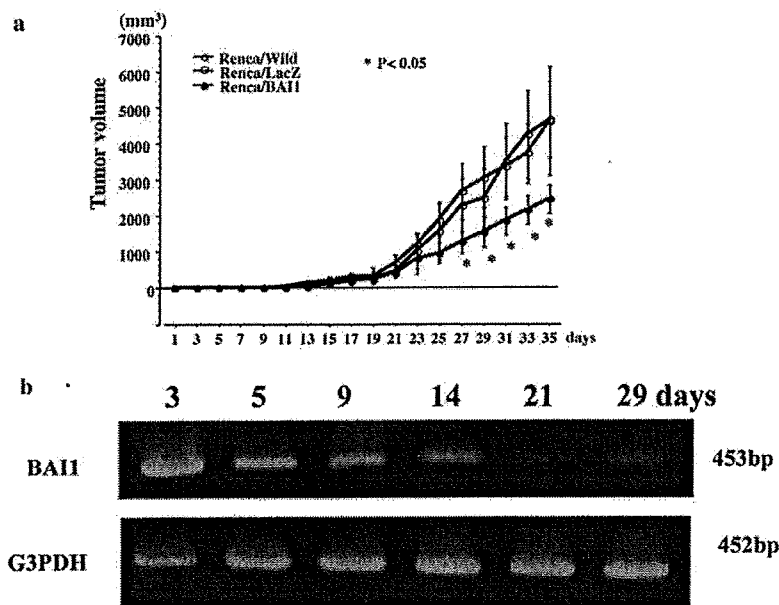 a
(mm³)
7000
6000
5000
4000
3000
2000
1000
0
Tumor volume
Renca/Wild
Renca/LacZ
Renca/BAI1
* P< 0.05
* * * * *
1 3 5 7 9 11 13 15 17 19 21 23 25 27 29 31 33 35 days
b
3 5 9 14 21 29 days
BAI1 453bp
G3PDH 452bp